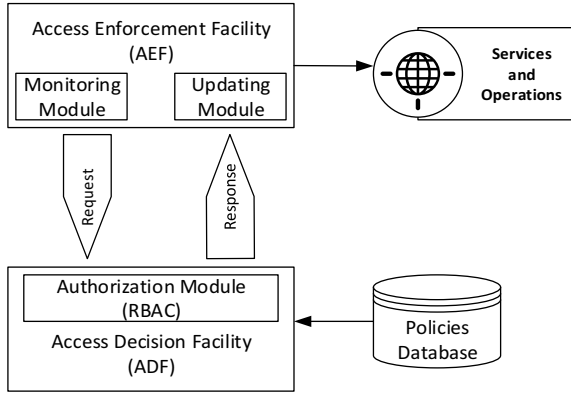 Access Enforcement Facility
(AEF)
Monitoring
Module
Updating
Module
Services
and
Operations
Request
Response
Authorization Module
(RBAC)
Access Decision Facility
(ADF)
Policies
Database